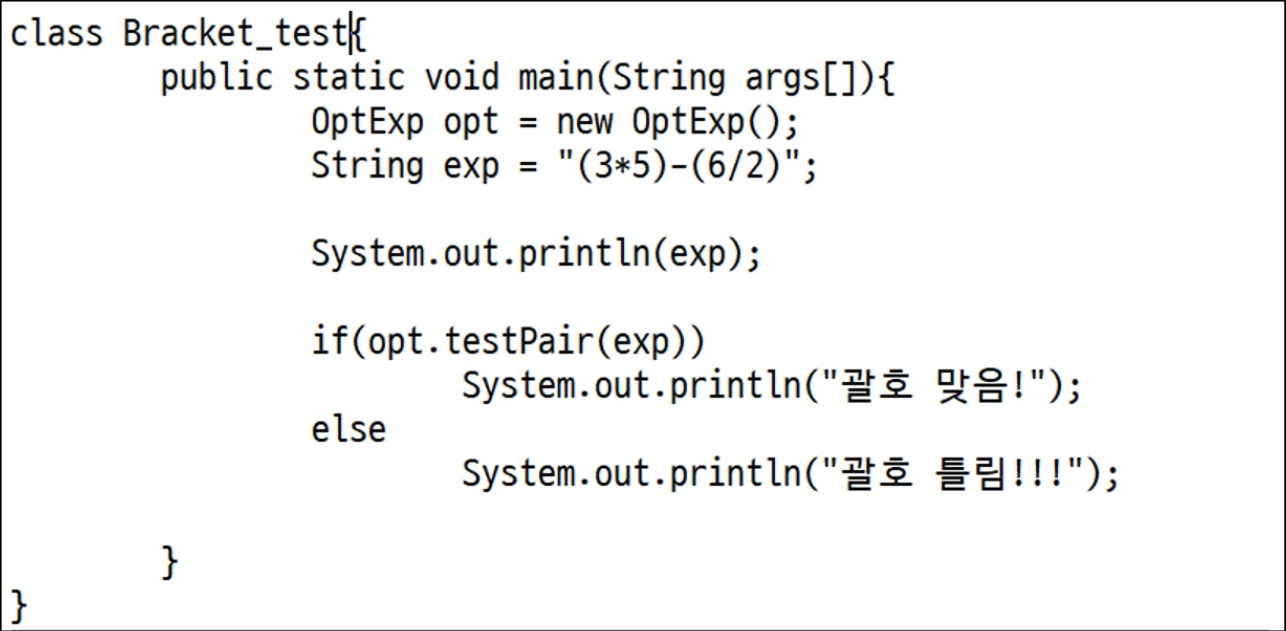 class Bracket_test{
public static void main(String args[]){
OptExp opt = new OptExp();
String exp = "(3*5)-(6/2)";
System.out.println(exp);
if(opt.testPair(exp))
System.out.println("괄호 맞음!");
else
System.out.println("괄호 틀림!!!");
}
}